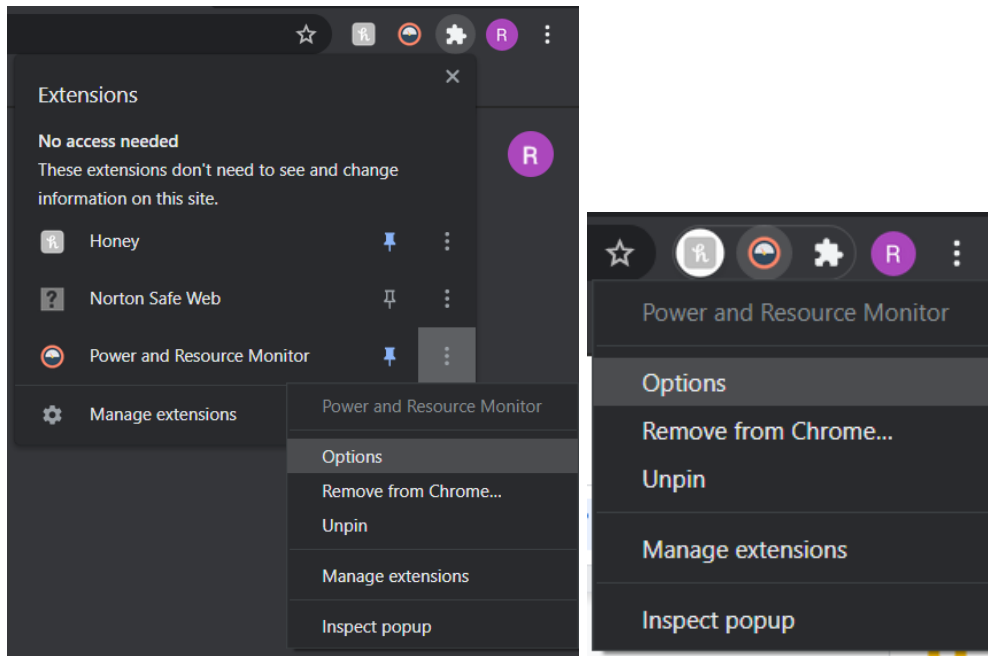 R
Extensions
No access needed
These extensions don't need to see and change
information on this site.
R
Honey
Norton Safe Web
Power and Resource Monitor
Manage extensions
Power and Resource Monitor
Options
Remove from Chrome...
Unpin
Manage extensions
Inspect popup
R
Power and Resource Monitor
Options
Remove from Chrome...
Unpin
Manage extensions
Inspect popup